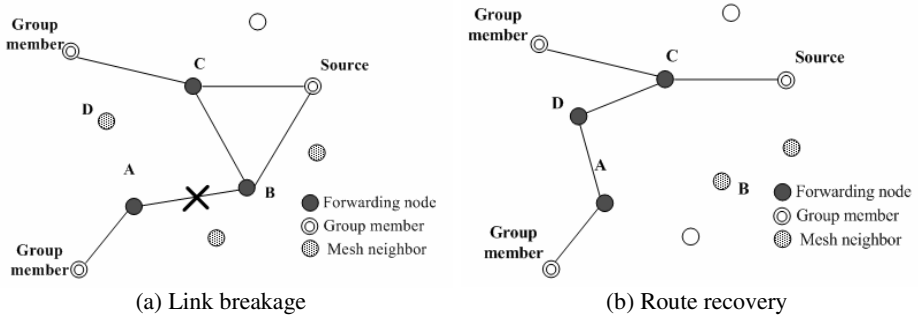 Group
member
C
Source
D
A
B
Forwarding node
Group member
Mesh neighbor
Group
member
(a) Link breakage
Group
member
C
Source
D
A
B
Forwarding node
Group member
Mesh neighbor
Group
member
(b) Route recovery